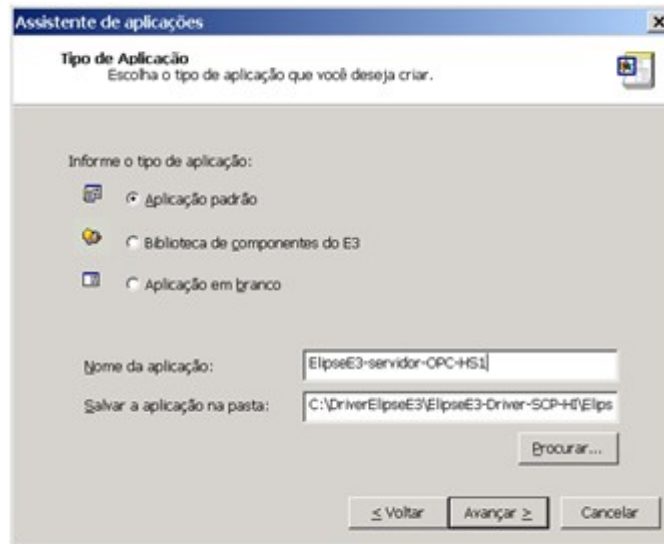 Assistente de aplicações
Tipo de Aplicação
Escolha o tipo de aplicação que você deseja criar.
Informe o tipo de aplicação:
Aplicação padrão
Biblioteca de componentes do E3
Aplicação em branco
Nome da aplicação: ElipseE3-servidor-OPC-HS1
Salvar a aplicação na pasta: C:\DriverElipseE3\ElipseE3-Driver-SCP-HI\Elips
Procurar...
< Voltar Avançar > Cancelar